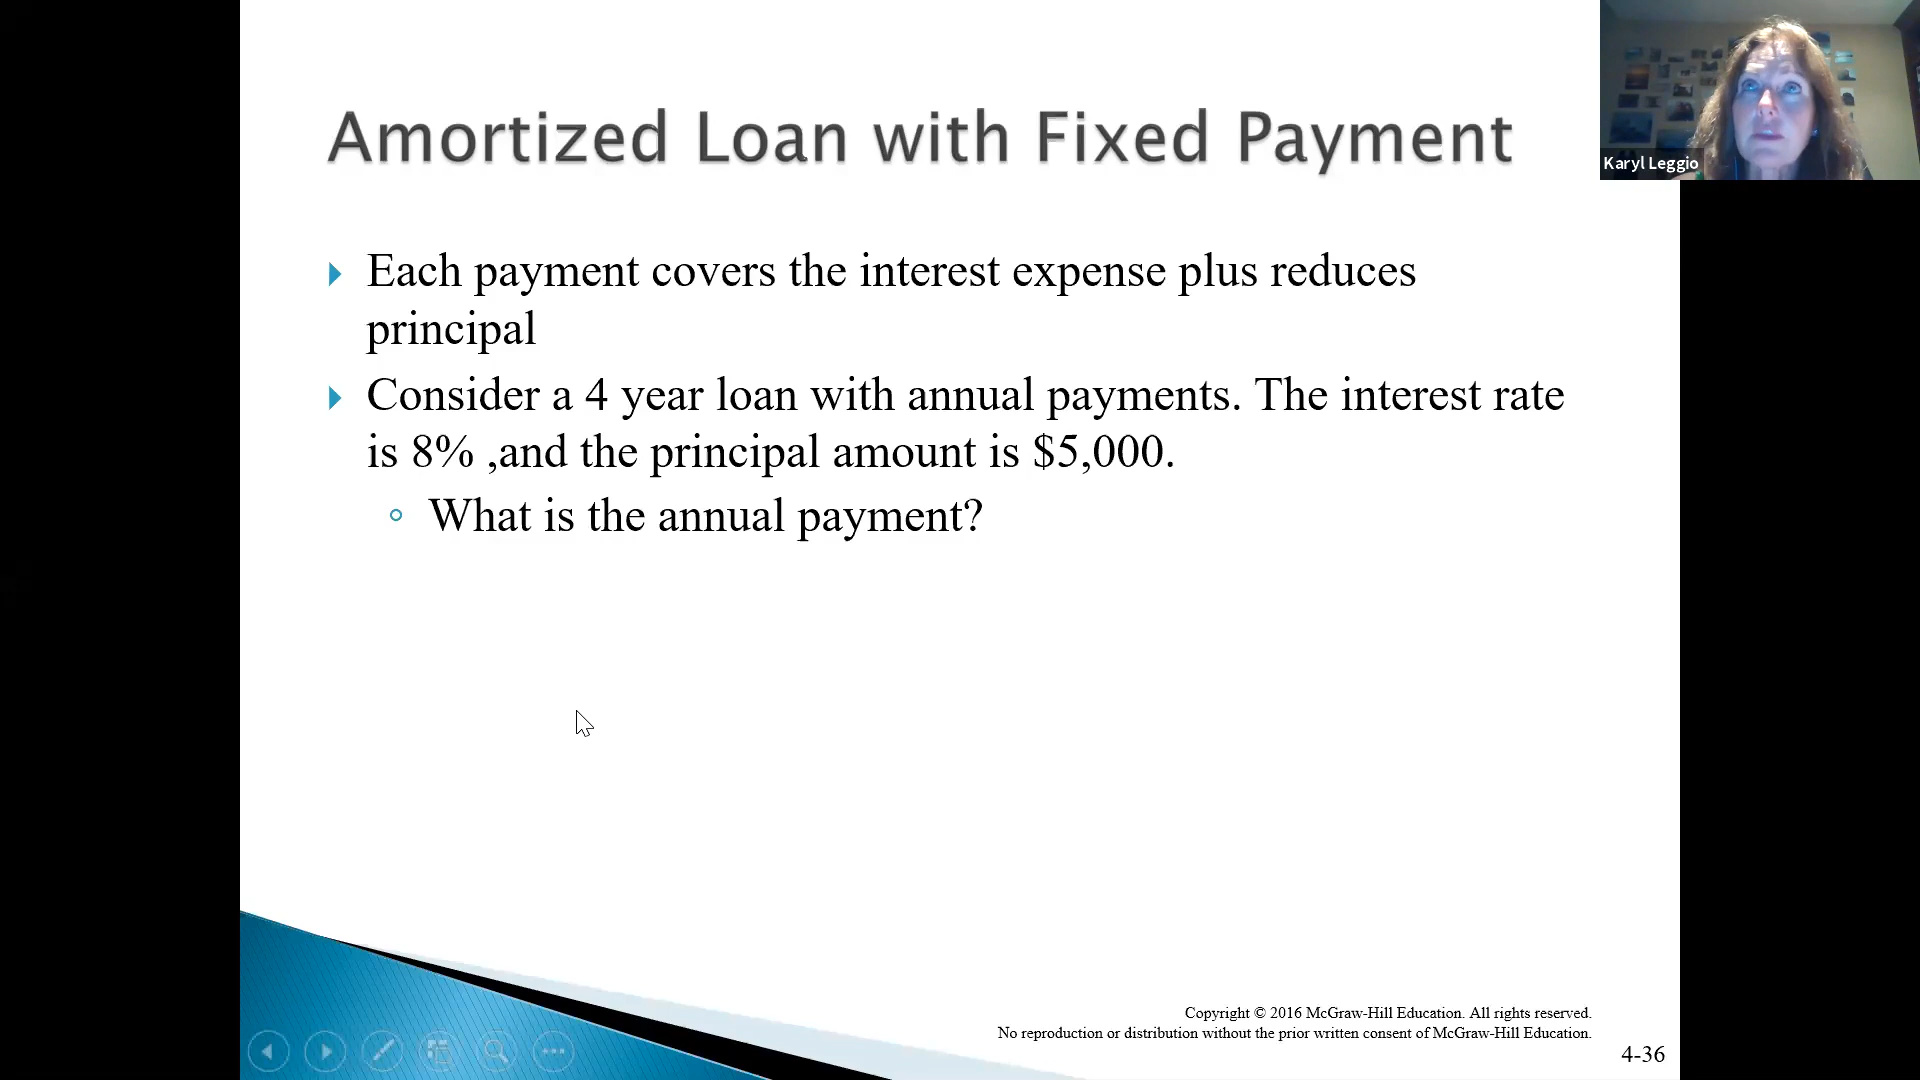 Amortized Loan with Fixed Payment
Karyl Leggio
Each payment covers the interest expense plus reduces
principal
Consider a 4 year loan with annual payments. The interest rate
is 8% ,and the principal amount is $5,000.
What is the annual payment?
Copyright © 2016 McGraw-Hill Education. All rights reserved.
No reproduction or distribution without the prior written consent of McGraw-Hill Education.
4-36